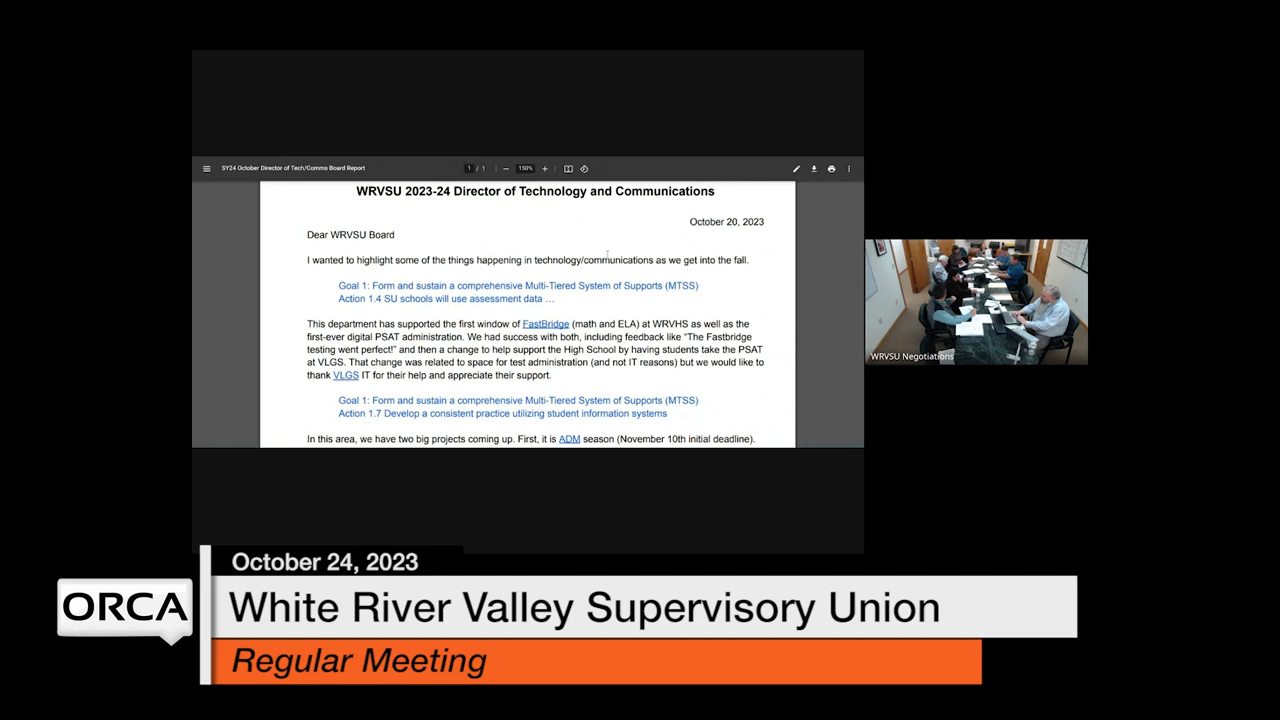 SY24 October Director of Tech/Comms Board Report
1 / 1
150%
WRVSU 2023-24 Director of Technology and Communications
October 20, 2023
Dear WRVSU Board
I wanted to highlight some of the things happening in technology/communications as we get into the fall.
Goal 1: Form and sustain a comprehensive Multi-Tiered System of Supports (MTSS)
Action 1.4 SU schools will use assessment data …
This department has supported the first window of FastBridge (math and ELA) at WRVHS as well as the
first-ever digital PSAT administration. We had success with both, including feedback like "The Fastbridge
testing went perfect!" and then a change to help support the High School by having students take the PSAT
at VLGS. That change was related to space for test administration (and not IT reasons) but we would like to
thank VLGS IT for their help and appreciate their support.
Goal 1: Form and sustain a comprehensive Multi-Tiered System of Supports (MTSS)
Action 1.7 Develop a consistent practice utilizing student information systems
In this area, we have two big projects coming up. First, it is ADM season (November 10th initial deadline).
WRVSU Negotiations
October 24, 2023
ORCA
White River Valley Supervisory Union
Regular Meeting